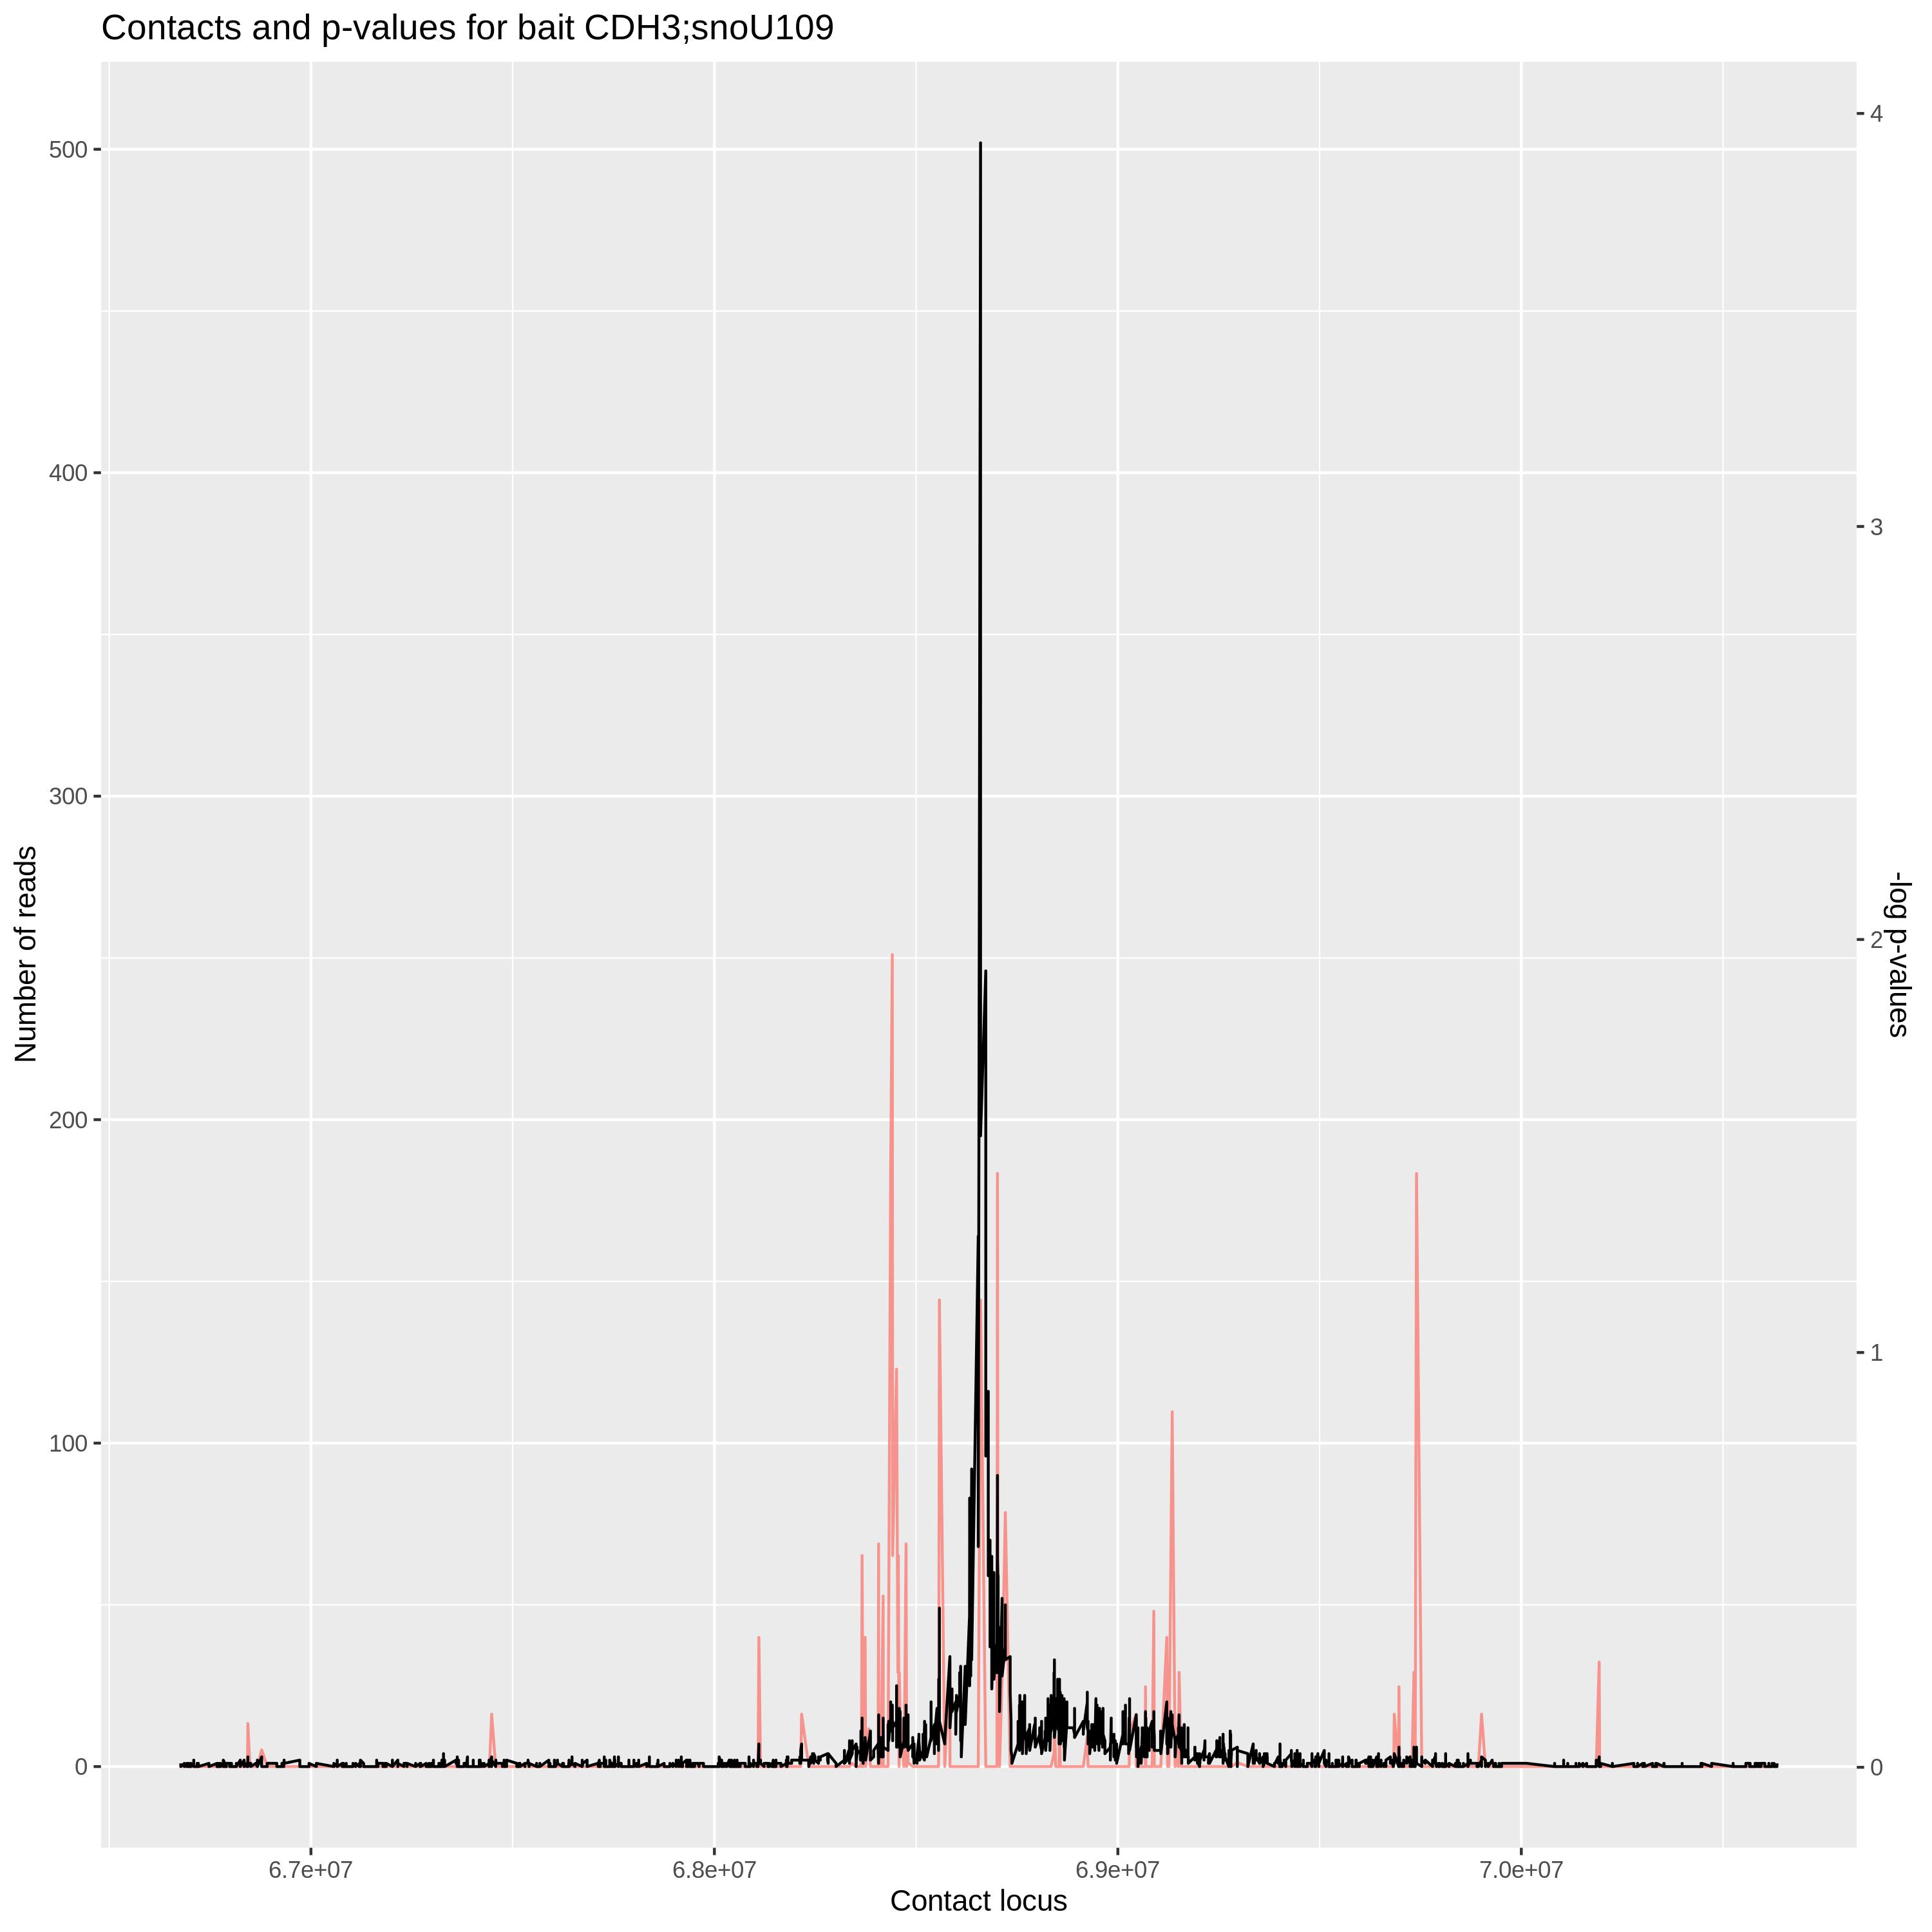 Contacts and p-values for bait CDH3;snoU109
500
400
300
200
100
0
Number of reads
4
3
2
1
0
-log p-values
6.7e+07
6.8e+07
6.9e+07
7.0e+07
Contact locus